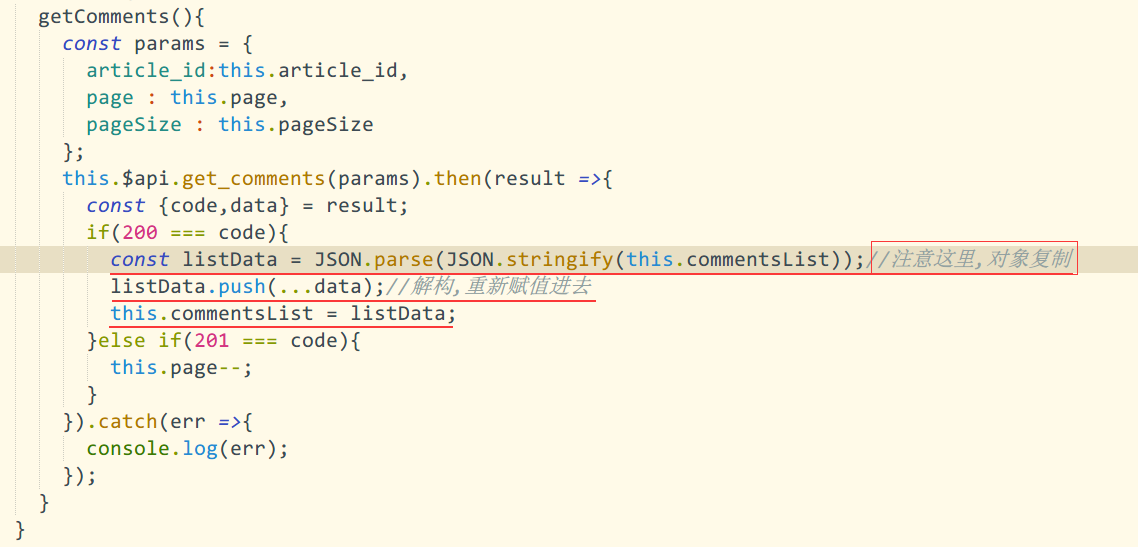 getComments(){
const params = {
article_id:this.article_id,
page : this.page,
pageSize : this.pageSize
};
this.$api.get_comments(params).then(result =>{
const {code,data} = result;
if(200 === code){
const listData = JSON.parse(JSON.stringify(this.commentsList));//注意这里,对象复制
listData.push(...data);//解构,重新赋值进去
this.commentsList = listData;
}else if(201 === code){
this.page--;
}
}).catch(err =>{
console.log(err);
});
}
}